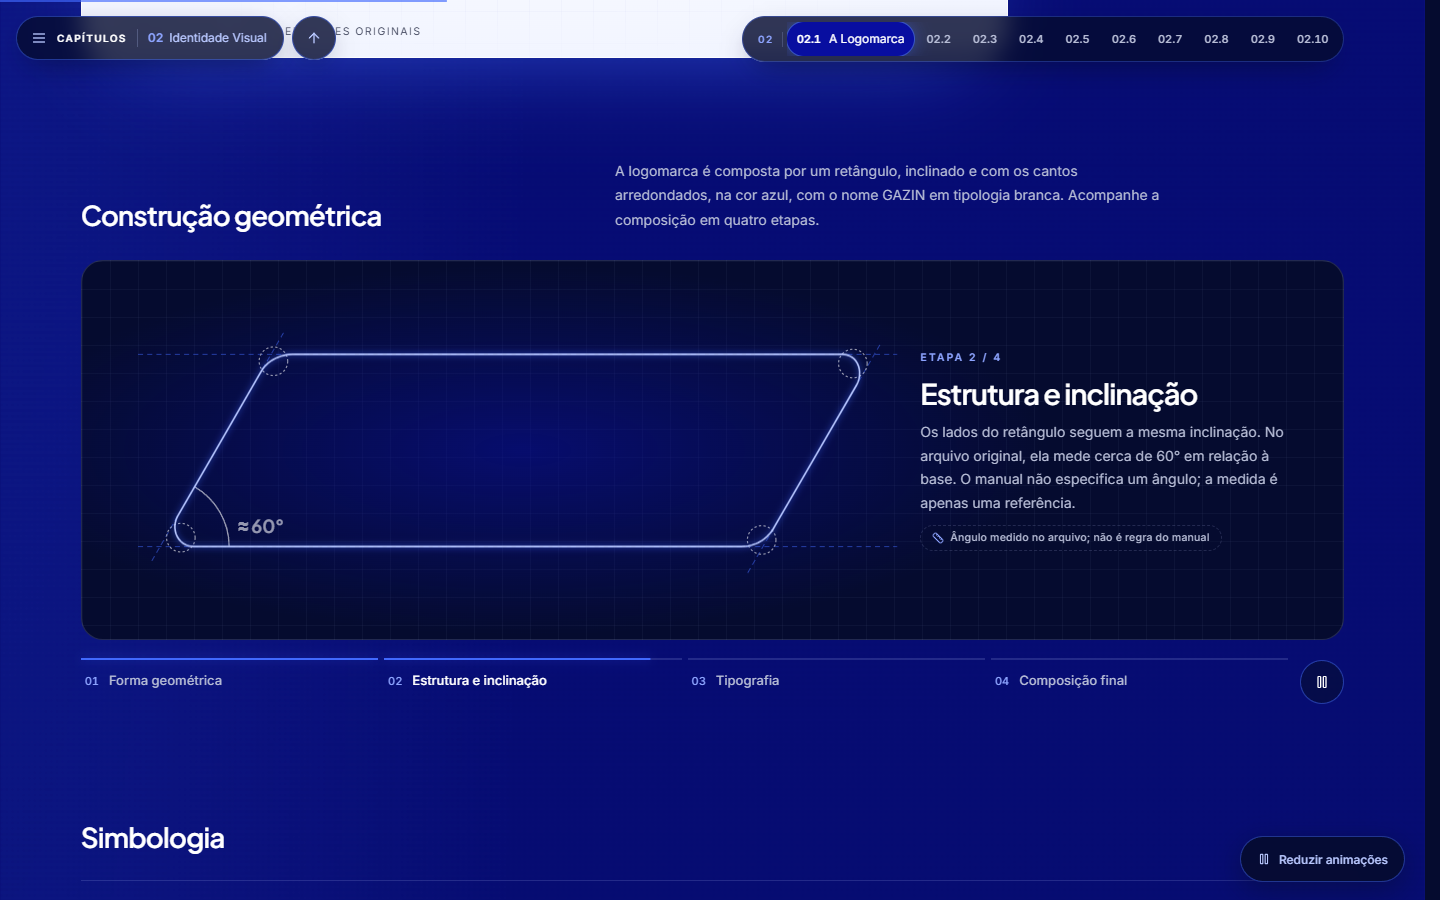 CAPÍTULOS
02 Identidade Visual
ES ORIGINAIS
02
02.1 A Logomarca
02.2
02.3
02.4
02.5
02.6
02.7
02.8
02.9
02.10
Construção geométrica
A logomarca é composta por um retângulo, inclinado e com os cantos
arredondados, na cor azul, com o nome GAZIN em tipologia branca. Acompanhe a
composição em quatro etapas.
≈60°
ETAPA 2 / 4
Estrutura e inclinação
Os lados do retângulo seguem a mesma inclinação. No
arquivo original, ela mede cerca de 60° em relação à
base. O manual não especifica um ângulo; a medida é
apenas uma referência.
Ângulo medido no arquivo; não é regra do manual
01 Forma geométrica
02 Estrutura e inclinação
03 Tipografia
04 Composição final
Simbologia
Reduzir animações